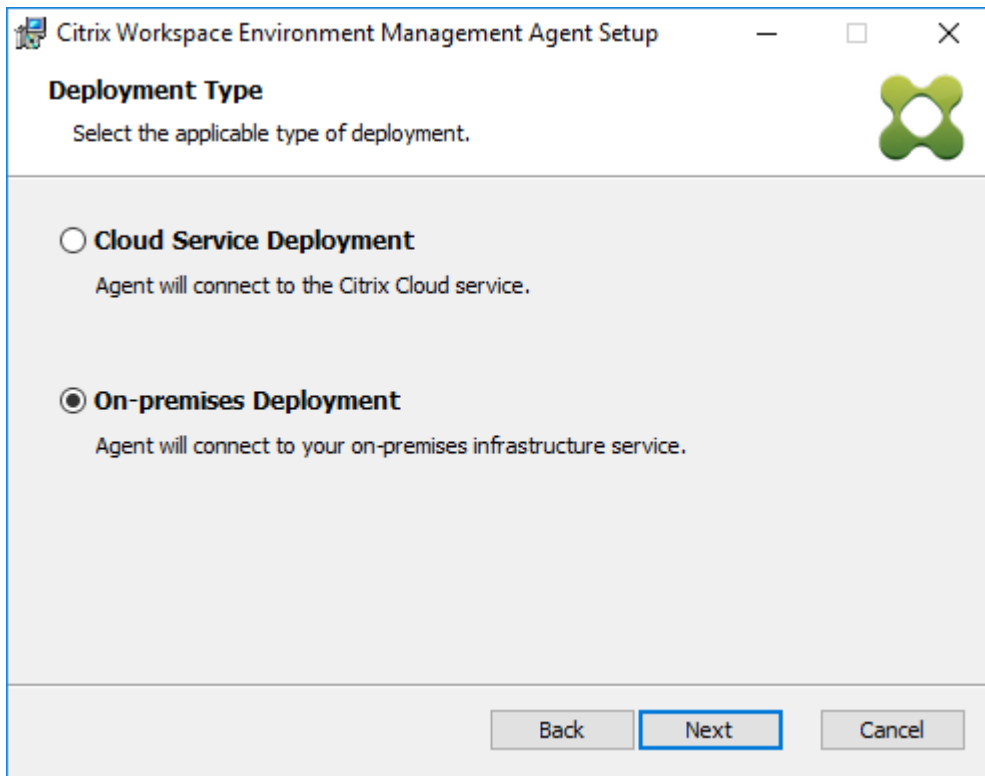 Citrix Workspace Environment Management Agent Setup
Deployment Type
Select the applicable type of deployment.
Cloud Service Deployment
Agent will connect to the Citrix Cloud service.
On-premises Deployment
Agent will connect to your on-premises infrastructure service.
Back Next Cancel